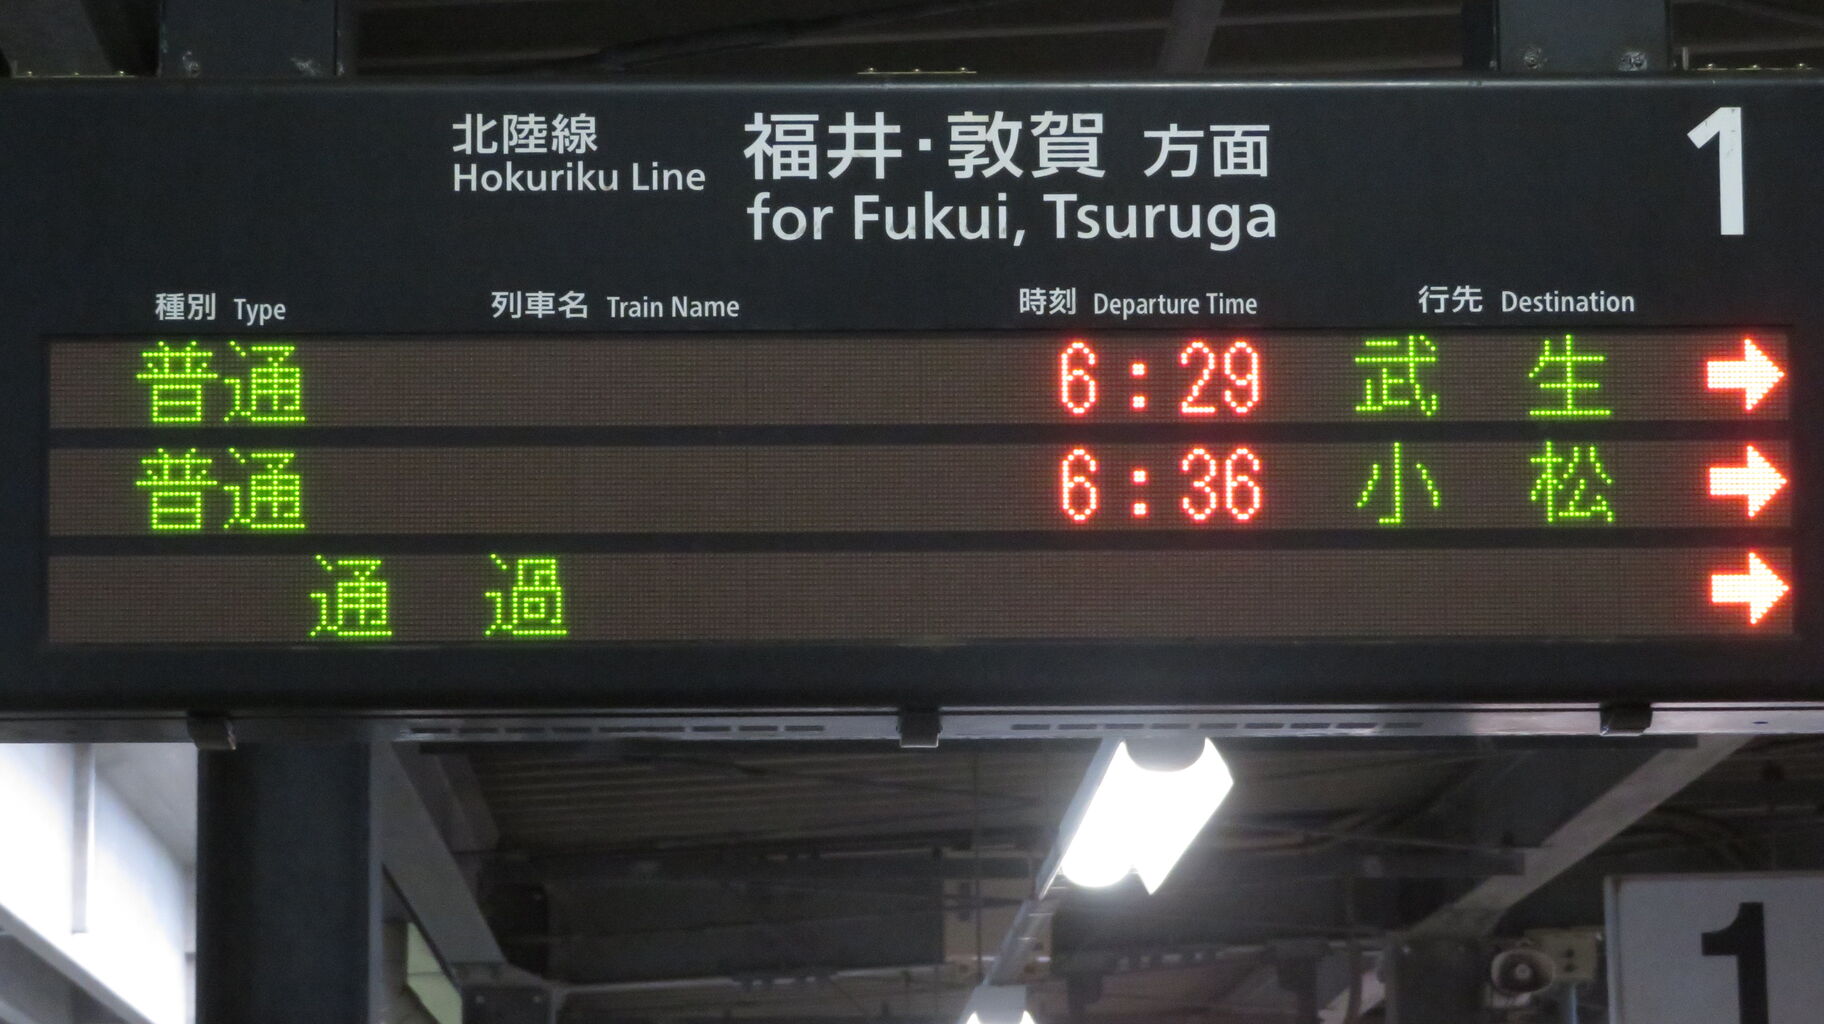 北陸線 福井・敦賀 方面 1
Hokuriku Line for Fukui, Tsuruga
種別 Type 列車名 Train Name 時刻 Departure Time 行先 Destination
普通 6:29 武生 →
普通 6:36 小松 →
通過 →
1